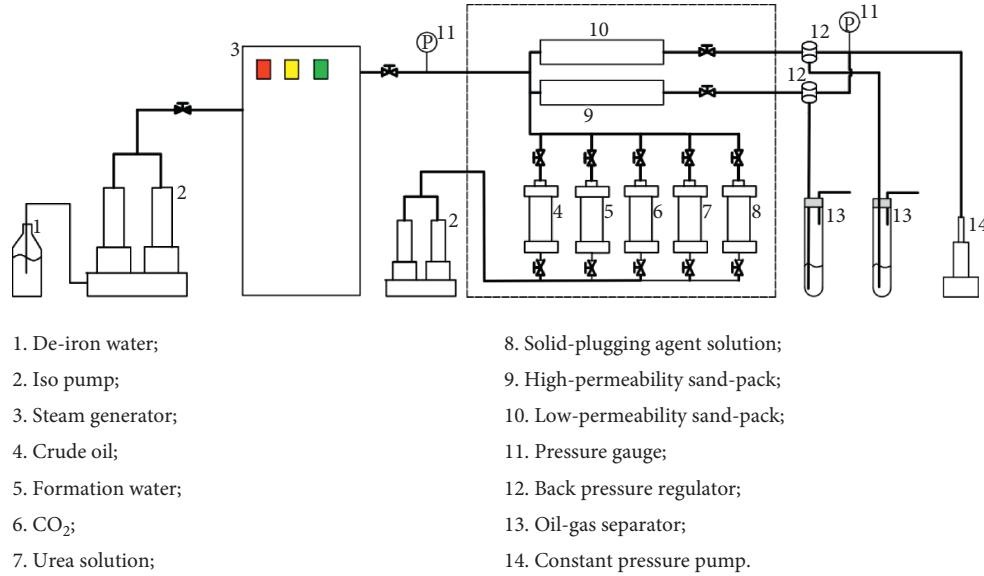 10
11
12
11
3
P
P
12
9
2
1
2
4
5
6
7
8
13
13
14
1. De-iron water;
2. Iso pump;
3. Steam generator;
4. Crude oil;
5. Formation water;
6. CO₂;
7. Urea solution;
8. Solid-plugging agent solution;
9. High-permeability sand-pack;
10. Low-permeability sand-pack;
11. Pressure gauge;
12. Back pressure regulator;
13. Oil-gas separator;
14. Constant pressure pump.